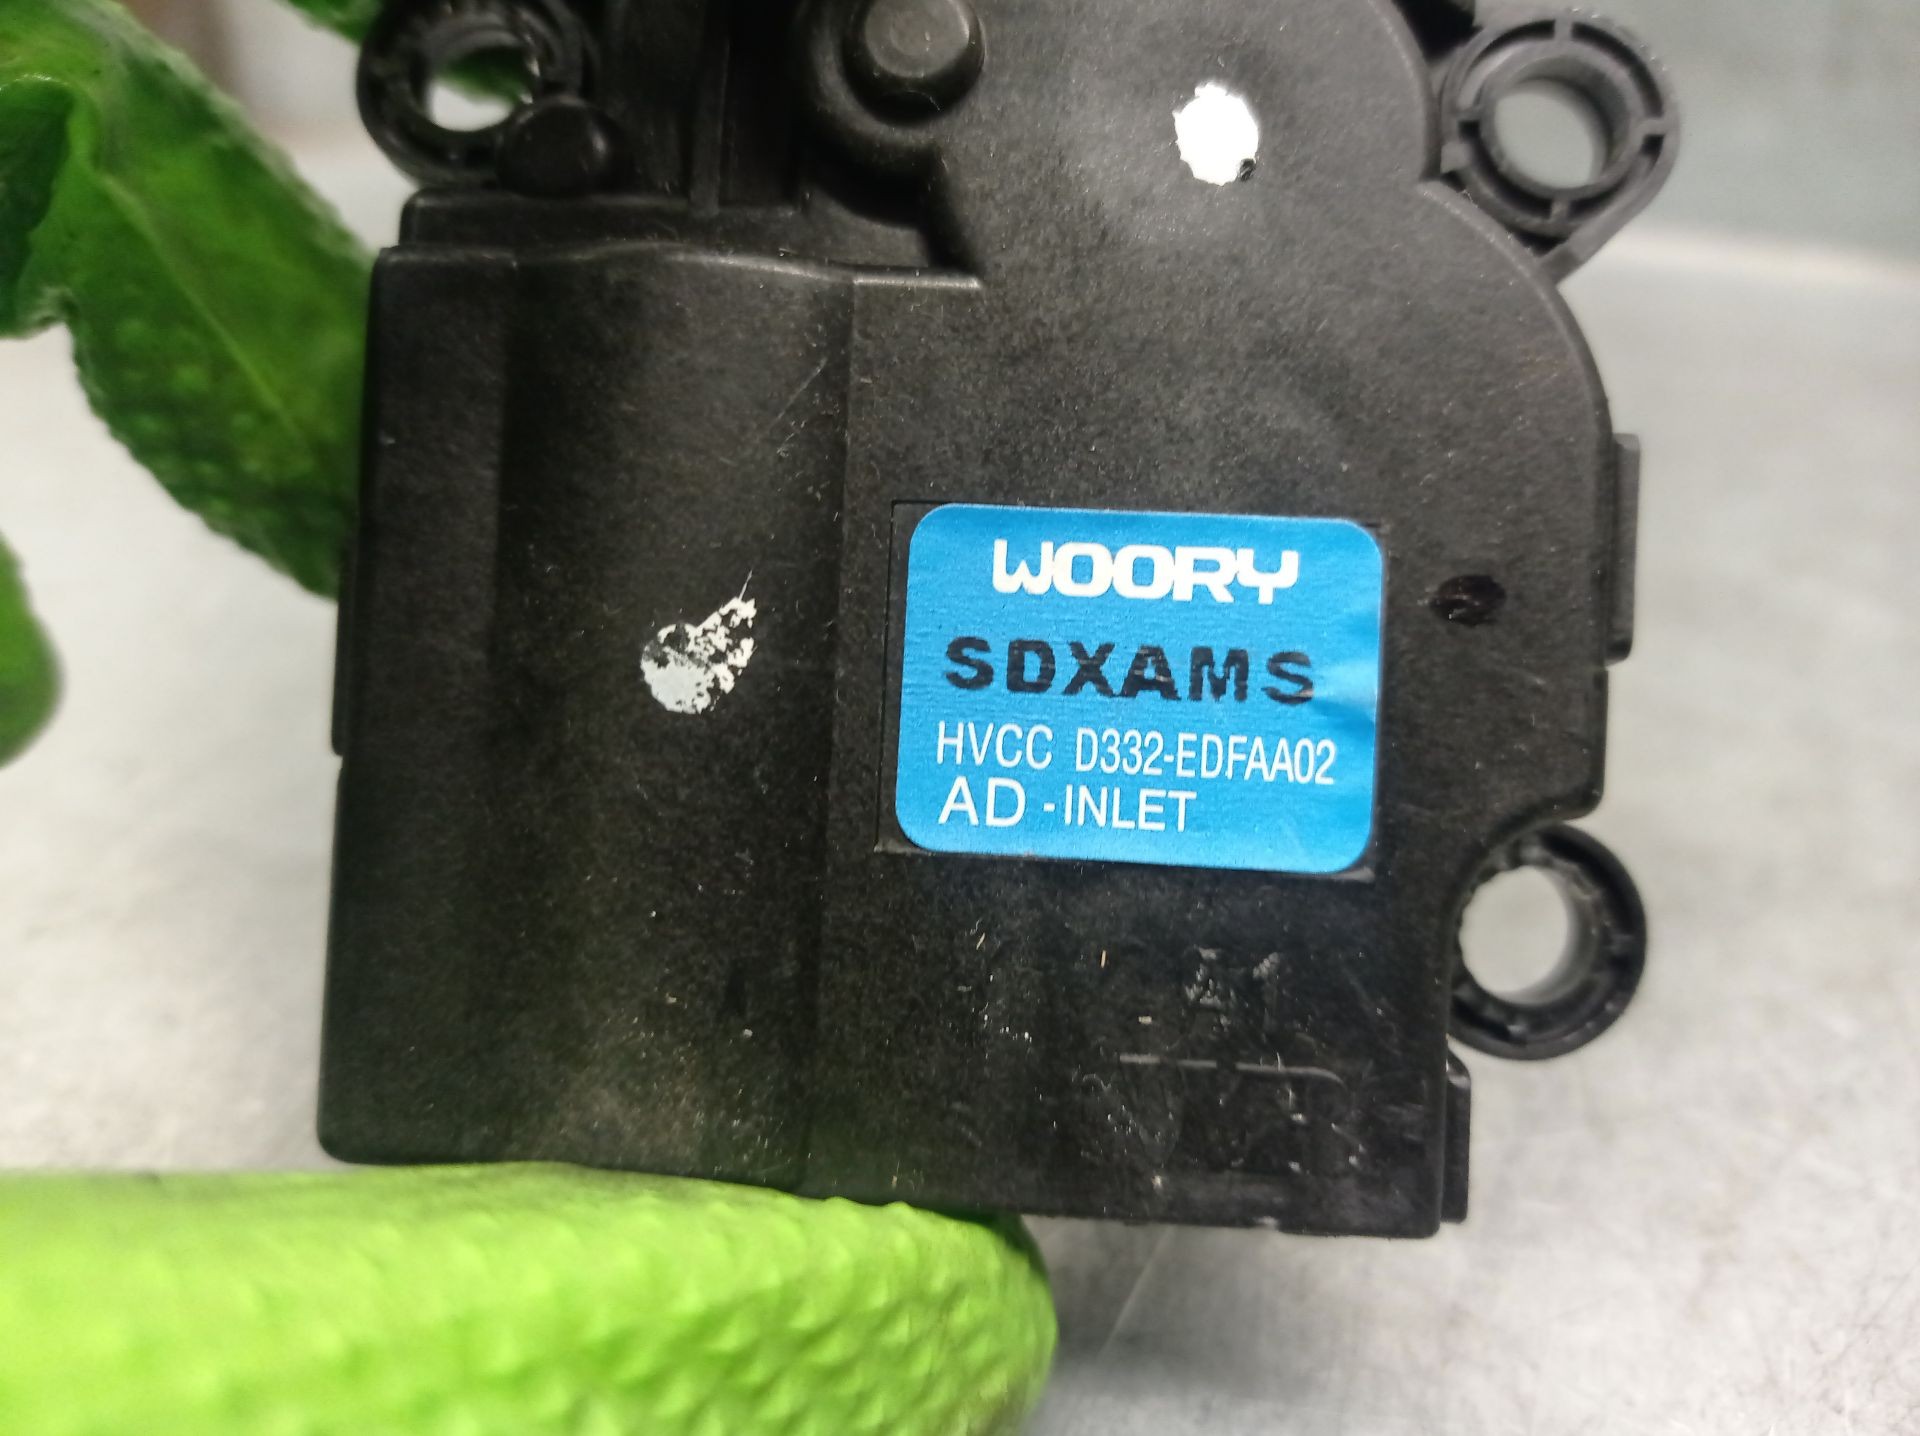 WOORY
SDXAMS
HVCC D332-EDFAA02
AD -INLET